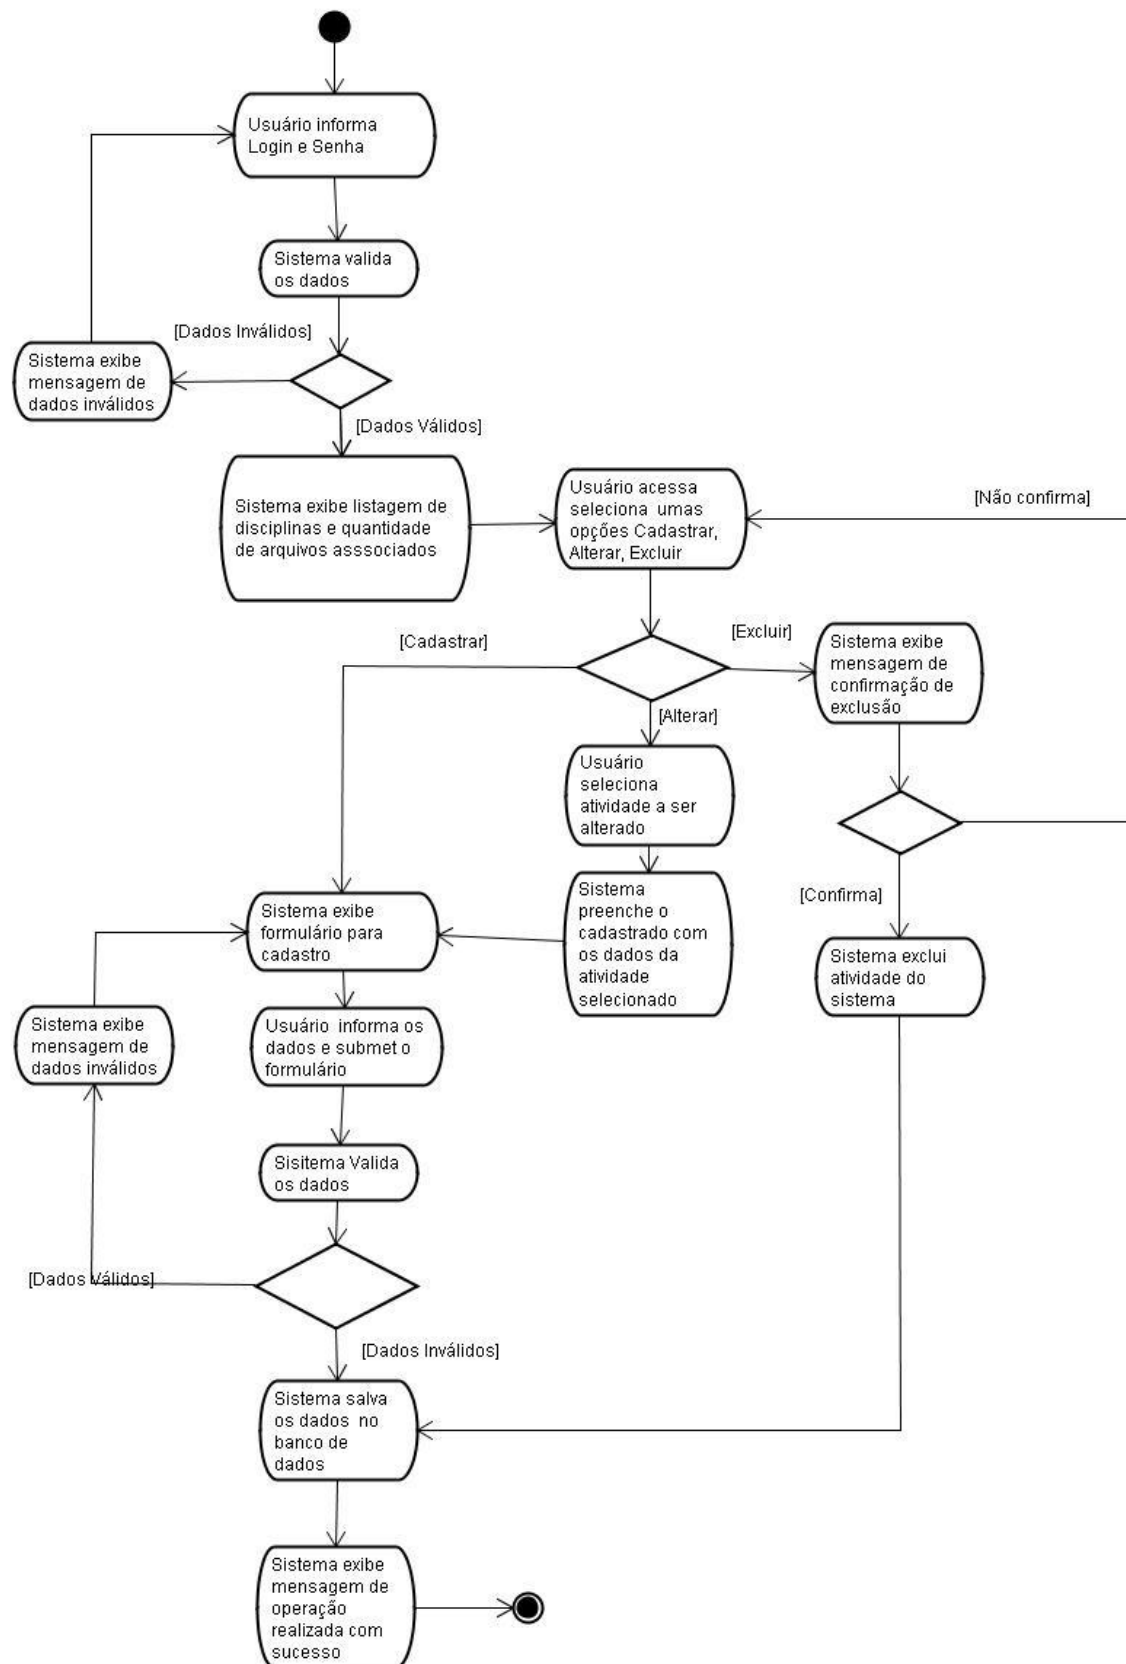 Usuário informa
Login e Senha
Sistema valida
os dados
[Dados Inválidos]
Sistema exibe
mensagem de
dados inválidos
[Dados Válidos]
Sistema exibe listagem de
disciplinas e quantidade
de arquivos asssociados
Usuário acessa
seleciona umas
opções Cadastrar,
Alterar, Excluir
[Não confirma]
[Cadastrar]
[Excluir]
Sistema exibe
mensagem de
confirmação de
exclusão
[Alterar]
Usuário
seleciona
atividade a ser
alterado
[Confirma]
Sistema
preenche o
cadastrado com
os dados da
atividade
selecionado
Sistema exibe
formulário para
cadastro
Sistema exclui
atividade do
sistema
Sistema exibe
mensagem de
dados inválidos
Usuário informa os
dados e submet o
formulário
Sisitema Valida
os dados
[Dados Válidos]
[Dados Inválidos]
Sistema salva
os dados no
banco de
dados
Sistema exibe
mensagem de
operação
realizada com
sucesso